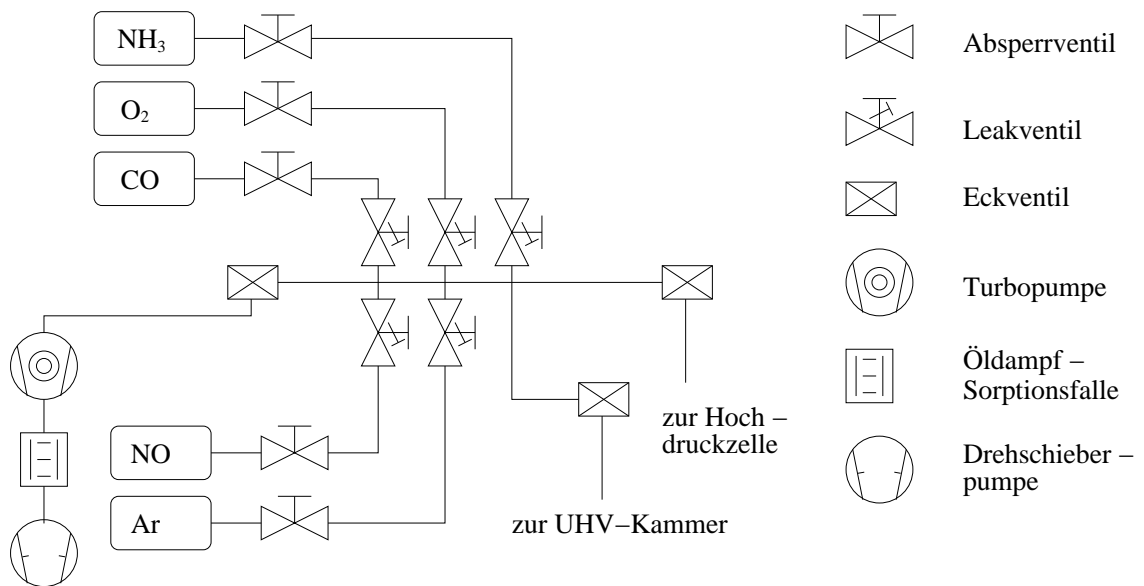 NH₃
O₂
CO
NO
Ar
zur Hoch –
druckzelle
zur UHV–Kammer
Absperrventil
Leakventil
Eckventil
Turbopumpe
Öldampf –
Sorptionsfalle
Drehschieber –
pumpe